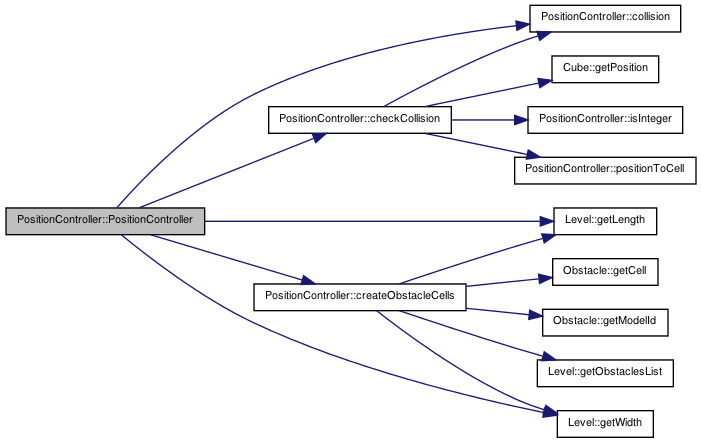 PositionController::collision
Cube::getPosition
PositionController::checkCollision
PositionController::isInteger
PositionController::positionToCell
PositionController::PositionController
Level::getLength
Obstacle::getCell
PositionController::createObstacleCells
Obstacle::getModelId
Level::getObstaclesList
Level::getWidth